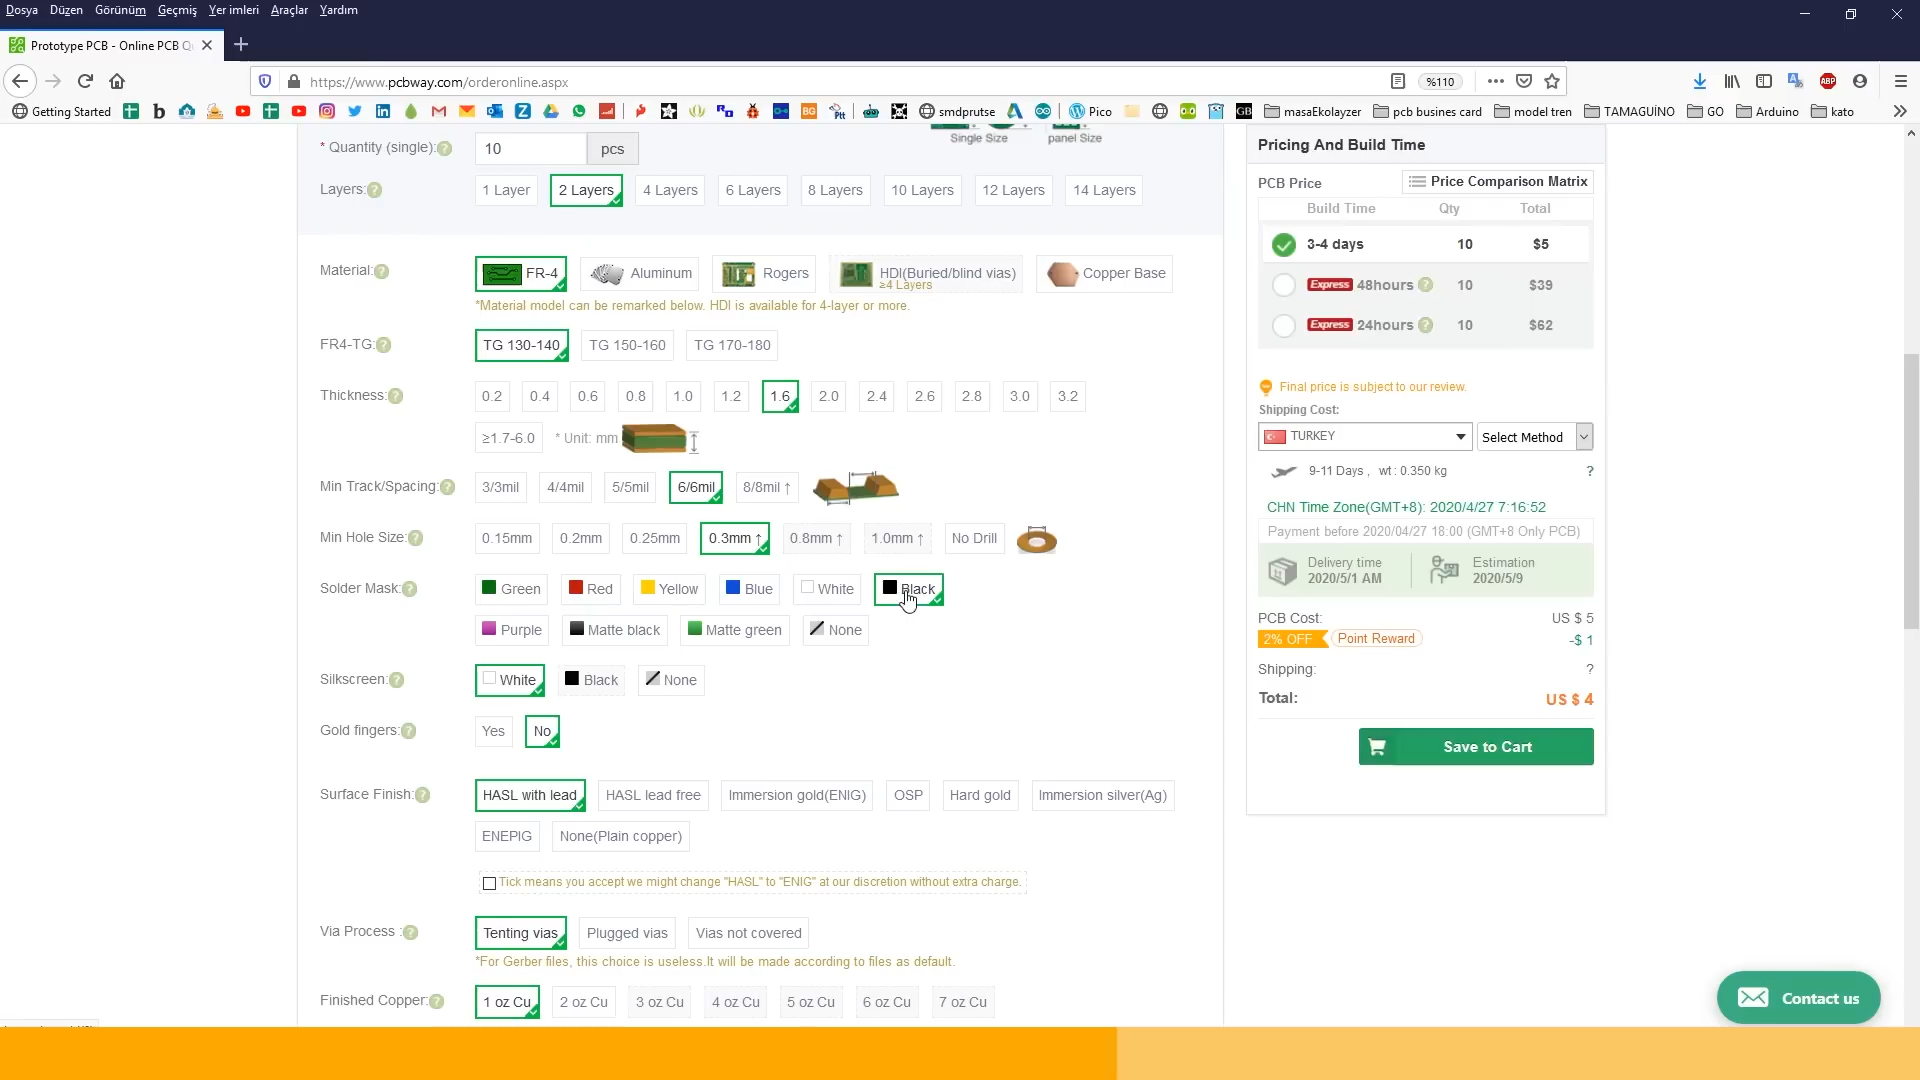 Dosya Düzen Görünüm Geçmiş Yer imleri Araçlar Yardım
Prototype PCB - Online PCB Q
https://www.pcbway.com/orderonline.aspx
%110
Getting Started
smdprutse
Pico
masaEkolayzer
pcb busines card
model tren
TAMAGUİNO
GO
Arduino
kato
* Quantity (single):
10 pcs
Single Size
panel Size
Layers:
1 Layer 2 Layers 4 Layers 6 Layers 8 Layers 10 Layers 12 Layers 14 Layers
Material:
FR-4 Aluminum Rogers HDI(Buried/blind vias) Copper Base
≥4 Layers
*Material model can be remarked below. HDI is available for 4-layer or more.
FR4-TG:
TG 130-140 TG 150-160 TG 170-180
Thickness:
0.2 0.4 0.6 0.8 1.0 1.2 1.6 2.0 2.4 2.6 2.8 3.0 3.2
≥1.7-6.0 * Unit: mm
Min Track/Spacing:
3/3mil 4/4mil 5/5mil 6/6mil 8/8mil ↑
Min Hole Size:
0.15mm 0.2mm 0.25mm 0.3mm ↑ 0.8mm ↑ 1.0mm ↑ No Drill
Solder Mask:
Green Red Yellow Blue White Black
Purple Matte black Matte green None
Silkscreen:
White Black None
Gold fingers:
Yes No
Surface Finish:
HASL with lead HASL lead free Immersion gold(ENIG) OSP Hard gold Immersion silver(Ag)
ENEPIG None(Plain copper)
Tick means you accept we might change "HASL" to "ENIG" at our discretion without extra charge.
Via Process :
Tenting vias Plugged vias Vias not covered
*For Gerber files, this choice is useless.It will be made according to files as default.
Finished Copper:
1 oz Cu 2 oz Cu 3 oz Cu 4 oz Cu 5 oz Cu 6 oz Cu 7 oz Cu
Pricing And Build Time
PCB Price
Price Comparison Matrix
Build Time Qty Total
3-4 days 10 $5
Express 48hours 10 $39
Express 24hours 10 $62
Final price is subject to our review.
Shipping Cost:
TURKEY Select Method
9-11 Days , wt : 0.350 kg ?
CHN Time Zone(GMT+8): 2020/4/27 7:16:52
Payment before 2020/04/27 18:00 (GMT+8 Only PCB)
Delivery time Estimation
2020/5/1 AM 2020/5/9
PCB Cost: US $ 5
2% OFF Point Reward -$ 1
Shipping: ?
Total: US $ 4
Save to Cart
Contact us